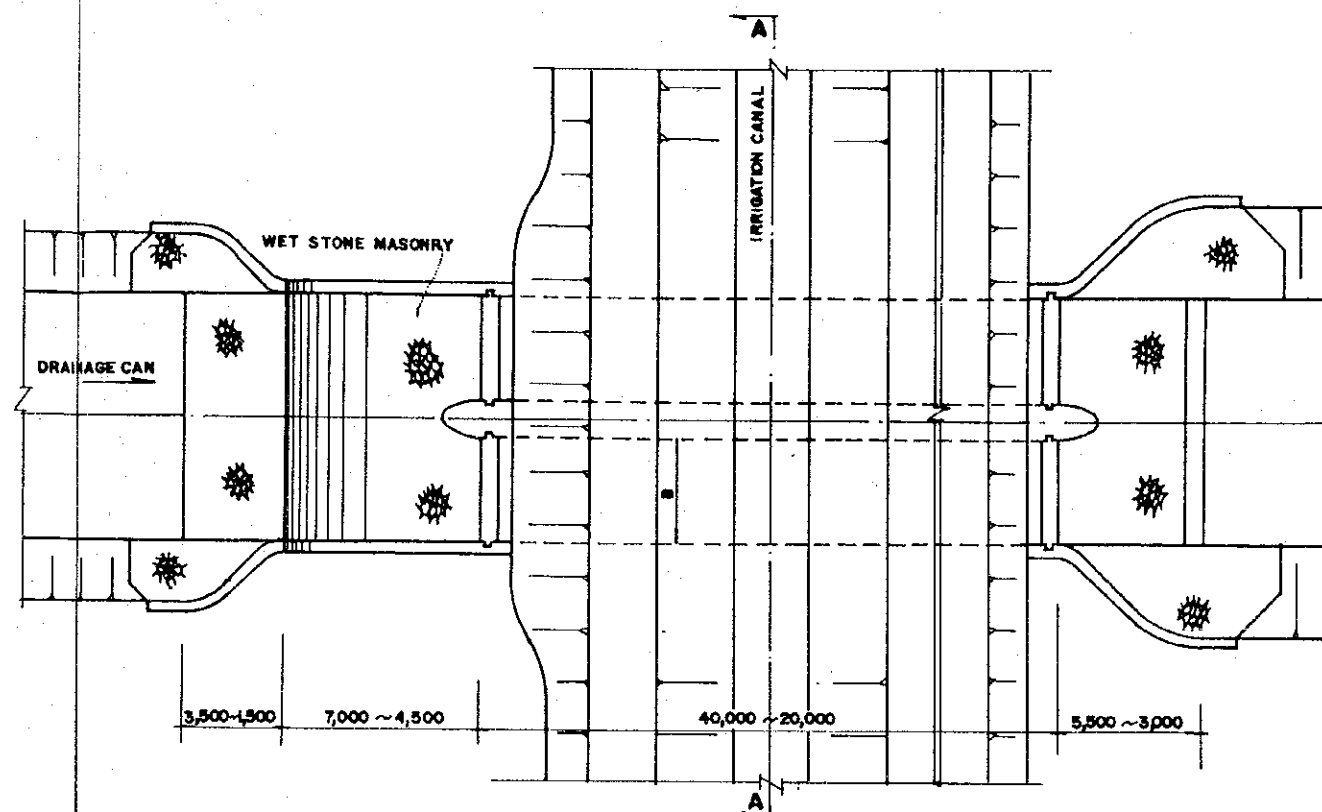 A
IRRIGATION CANAL
WET STONE MASONRY
DRAINAGE CAN
B
3,500~1,500
7,000 ~ 4,500
40,000 ~ 20,000
5,500 ~ 3,000
A